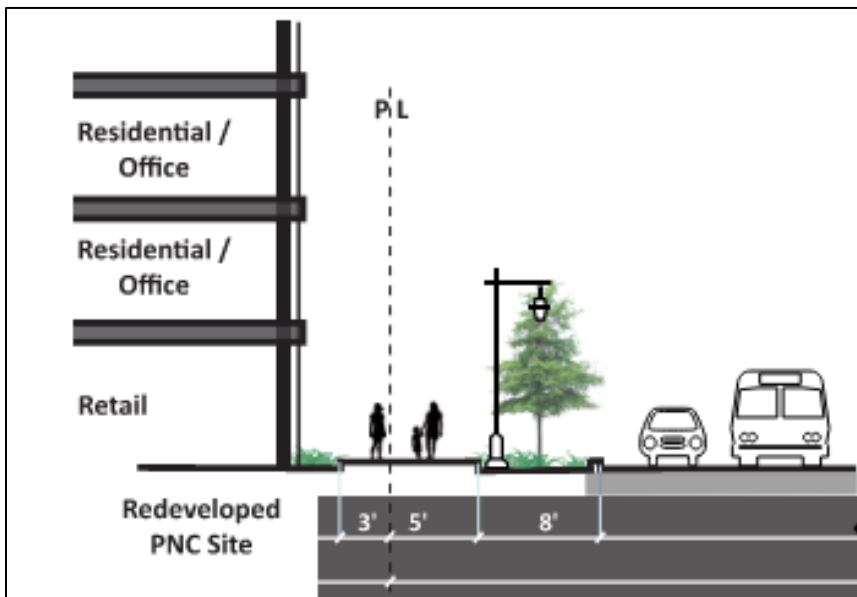 P L
Residential /
Office
Residential /
Office
Retail
Redeveloped
PNC Site
3' 5' 8'